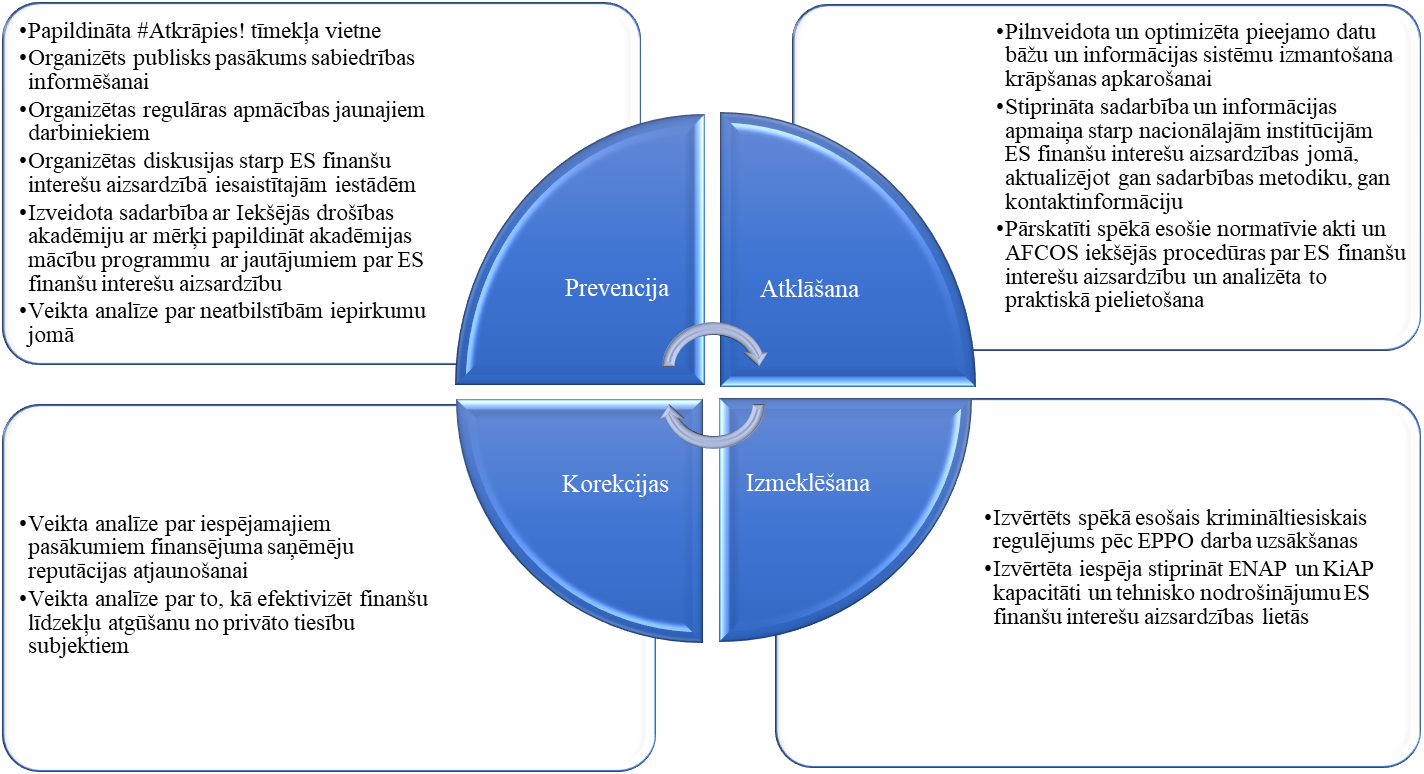 •Papildināta #Atkrāpies! tīmekļa vietne
•Organizēts publisks pasākums sabiedrības
informēšanai
•Organizētas regulāras apmācības jaunajiem
darbiniekiem
•Organizētas diskusijas starp ES finanšu
interešu aizsardzībā iesaistītajām iestādēm
•Izveidota sadarbība ar Iekšējās drošības
akadēmiju ar mērķi papildināt akadēmijas
mācību programmu ar jautājumiem par ES
finanšu interešu aizsardzību
•Veikta analīze par neatbilstībām iepirkumu
jomā
Prevencija
•Pilnveidota un optimizēta pieejamo datu
bāžu un informācijas sistēmu izmantošana
krāpšanas apkarošanai
•Stiprināta sadarbība un informācijas
apmaiņa starp nacionālajām institūcijām
ES finanšu interešu aizsardzības jomā,
aktualizējot gan sadarbības metodiku, gan
kontaktinformāciju
•Pārskatīti spēkā esošie normatīvie akti un
AFCOS iekšējās procedūras par ES finanšu
interešu aizsardzību un analizēta to
praktiskā pielietošana
Atklāšana
•Veikta analīze par iespējamajiem
pasākumiem finansējuma saņēmēju
reputācijas atjaunošanai
•Veikta analīze par to, kā efektivizēt finanšu
līdzekļu atgūšanu no privāto tiesību
subjektiem
Korekcijas
Izmeklēšana
•Izvērtēts spēkā esošais krimināltiesiskais
regulējums pēc EPPO darba uzsākšanas
•Izvērtēta iespēja stiprināt ENAP un KiAP
kapacitāti un tehnisko nodrošinājumu ES
finanšu interešu aizsardzības lietās